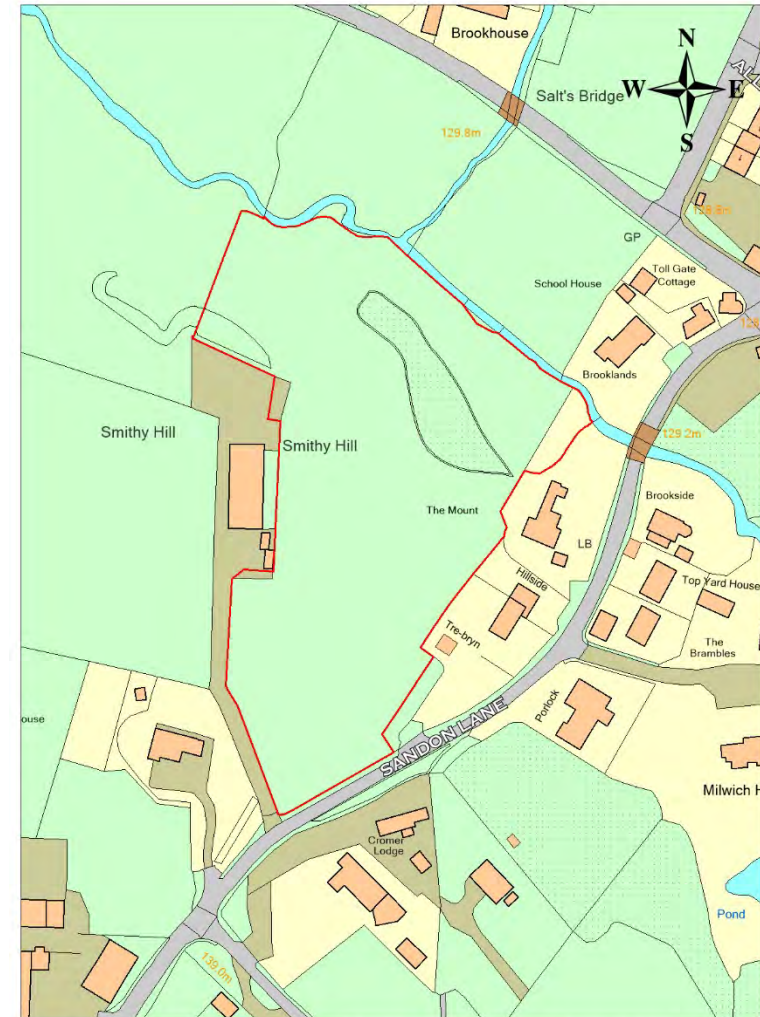 Brookhouse
N
Salt's Bridge
W
E
S
129.8m
GP
Toll Gate
Cottage
School House
Brooklands
129.2m
Smithy Hill
Smithy Hill
The Mount
Brookside
LB
Hillside
Top Yard House
Tre-bryn
The
Brambles
Porlock
ouse
SANDON LANE
Milwich H
Cromer
Lodge
Pond
139.0m